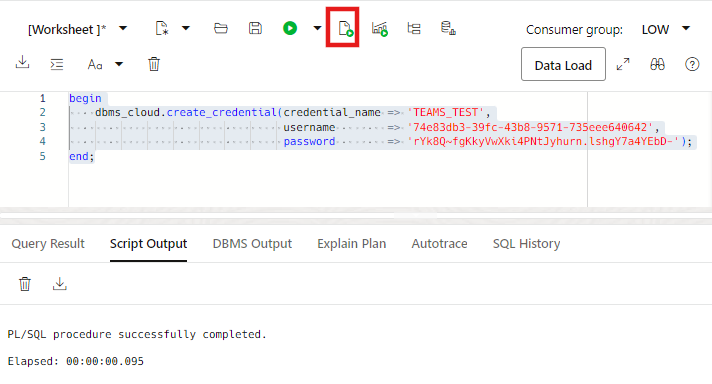 [Worksheet ]*
Consumer group: LOW
Aa
Data Load
1 begin
2 dbms_cloud.create_credential(credential_name => 'TEAMS_TEST',
3 username => '74e83db3-39fc-43b8-9571-735eee640642',
4 password => 'rYk8Q~fgKkyVwXki4PNtJyhurn.lshgY7a4YEbD-');
5 end;
Query Result Script Output DBMS Output Explain Plan Autotrace SQL History
PL/SQL procedure successfully completed.
Elapsed: 00:00:00.095